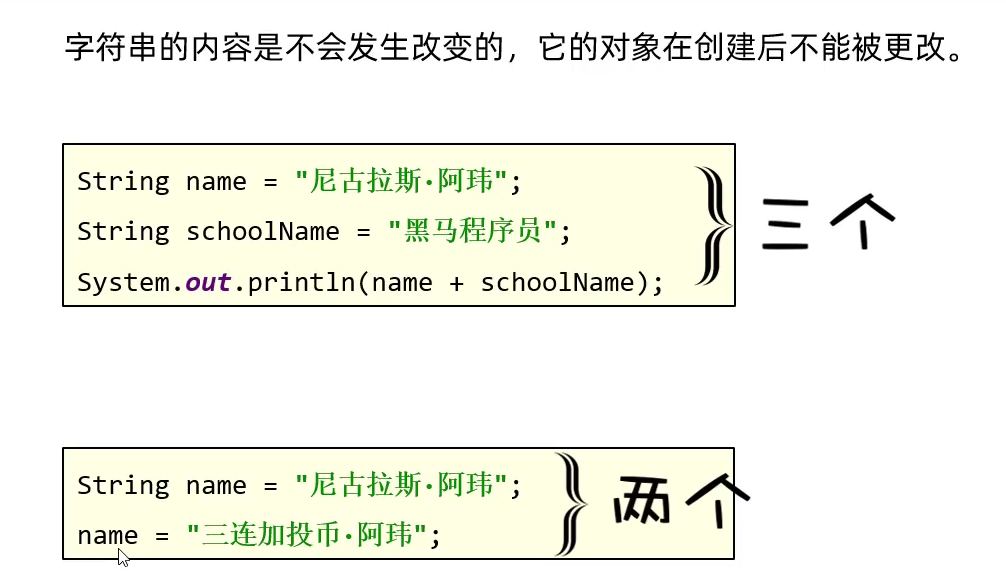 字符串的内容是不会发生改变的，它的对象在创建后不能被更改。
String name = "尼古拉斯·阿玮";
String schoolName = "黑马程序员";
System.out.println(name + schoolName);
三个
String name = "尼古拉斯·阿玮";
name = "三连加投币·阿玮";
两个